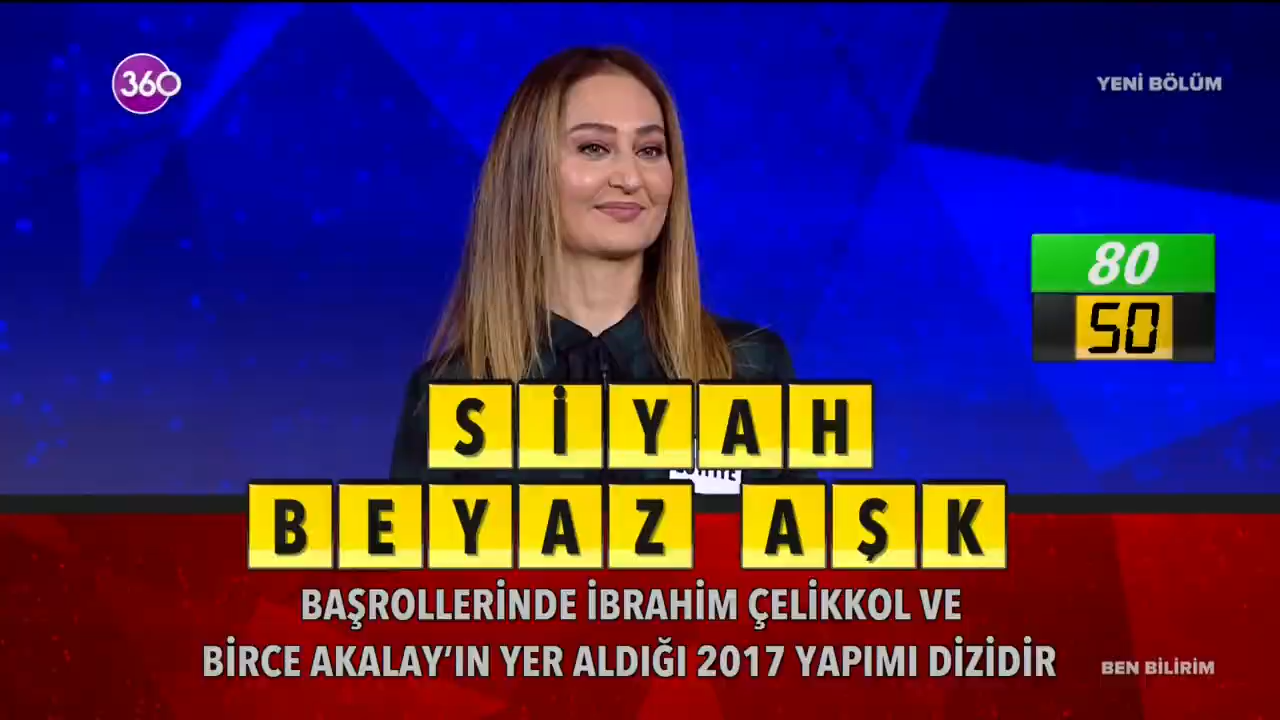 360
YENİ BÖLÜM
80
50
SİYAH
BEYAZ AŞK
BAŞROLLERİNDE İBRAHİM ÇELİKKOL VE
BİRCE AKALAY'IN YER ALDIĞI 2017 YAPIMI DİZİDİR
BEN BİLİRİM